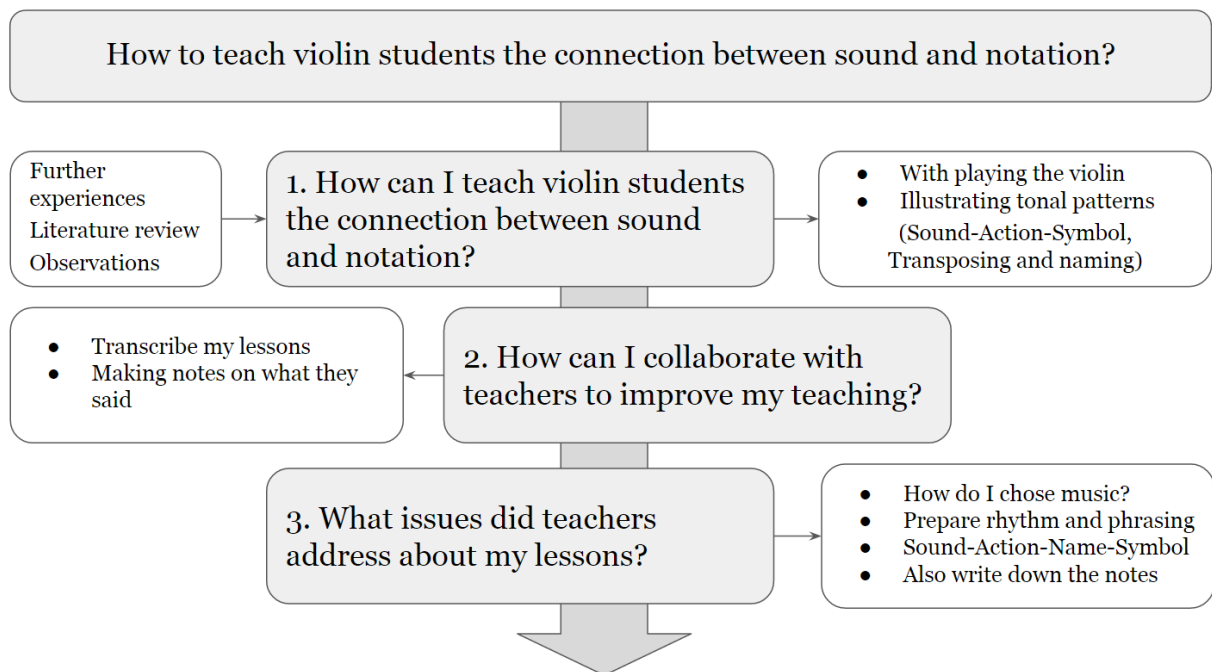 How to teach violin students the connection between sound and notation?
Further
experiences
Literature review
Observations
1. How can I teach violin students
the connection between sound
and notation?
● With playing the violin
● Illustrating tonal patterns
(Sound-Action-Symbol,
Transposing and naming)
● Transcribe my lessons
● Making notes on what they
said
2. How can I collaborate with
teachers to improve my teaching?
3. What issues did teachers
address about my lessons?
● How do I chose music?
● Prepare rhythm and phrasing
● Sound-Action-Name-Symbol
● Also write down the notes